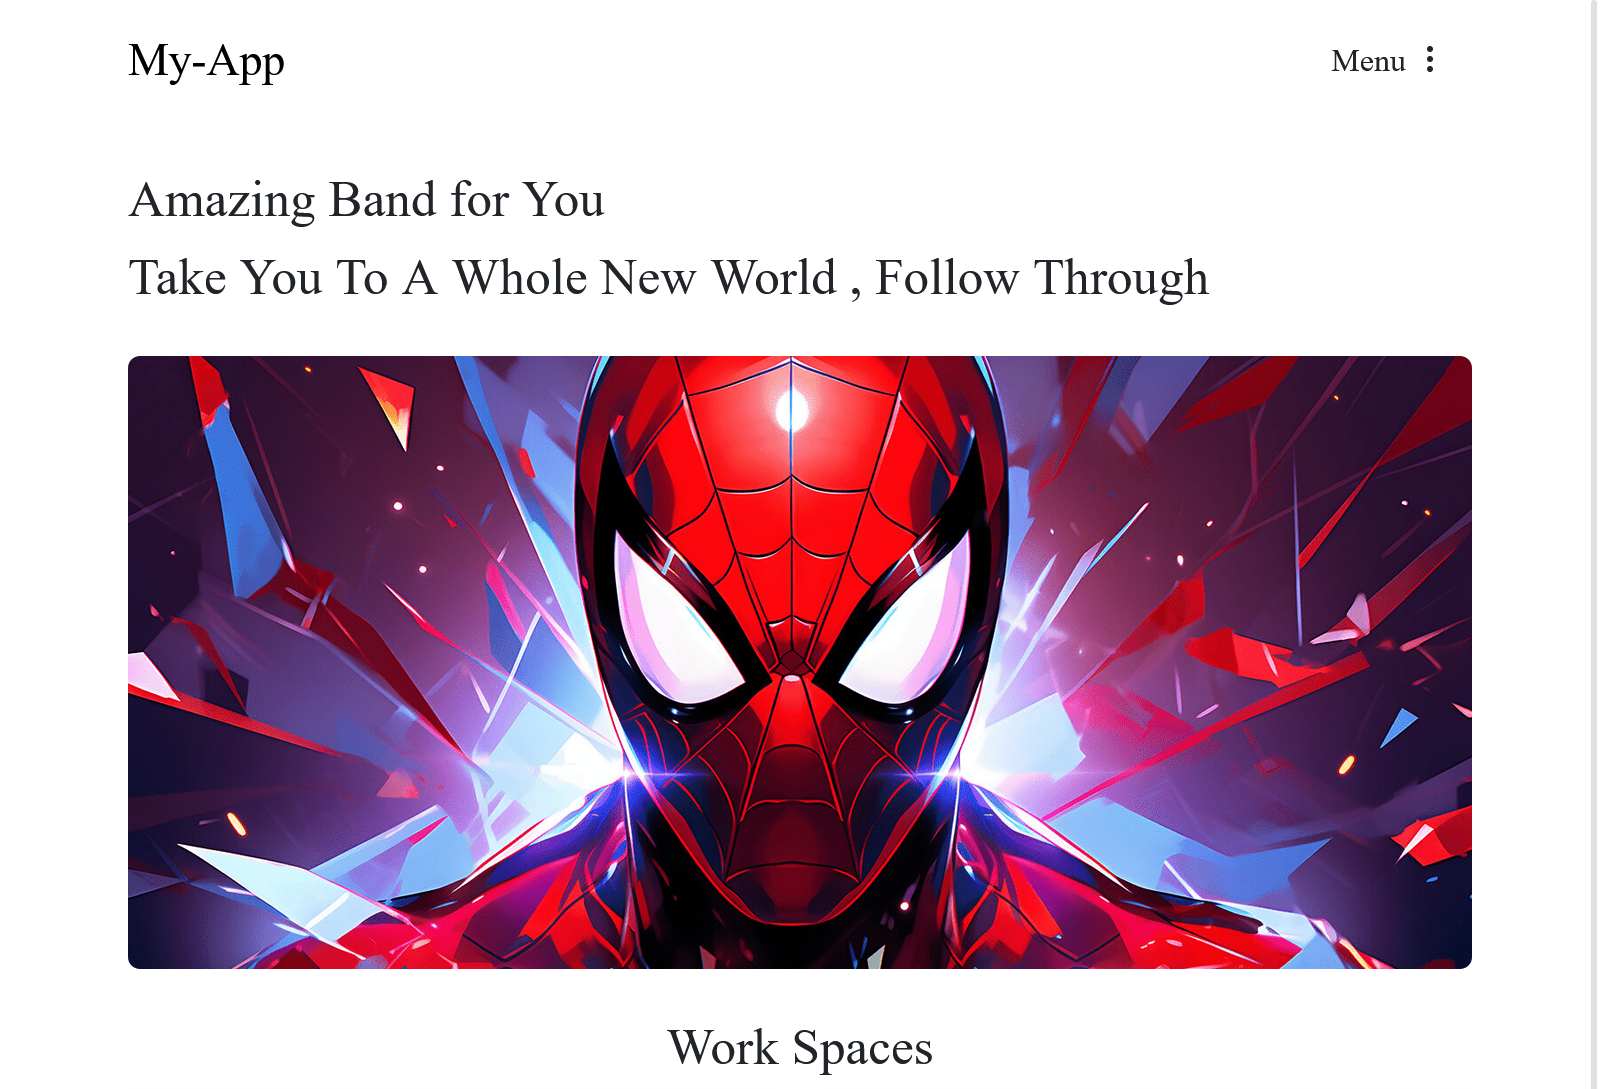 My-App
Menu
Amazing Band for You
Take You To A Whole New World , Follow Through
Work Spaces